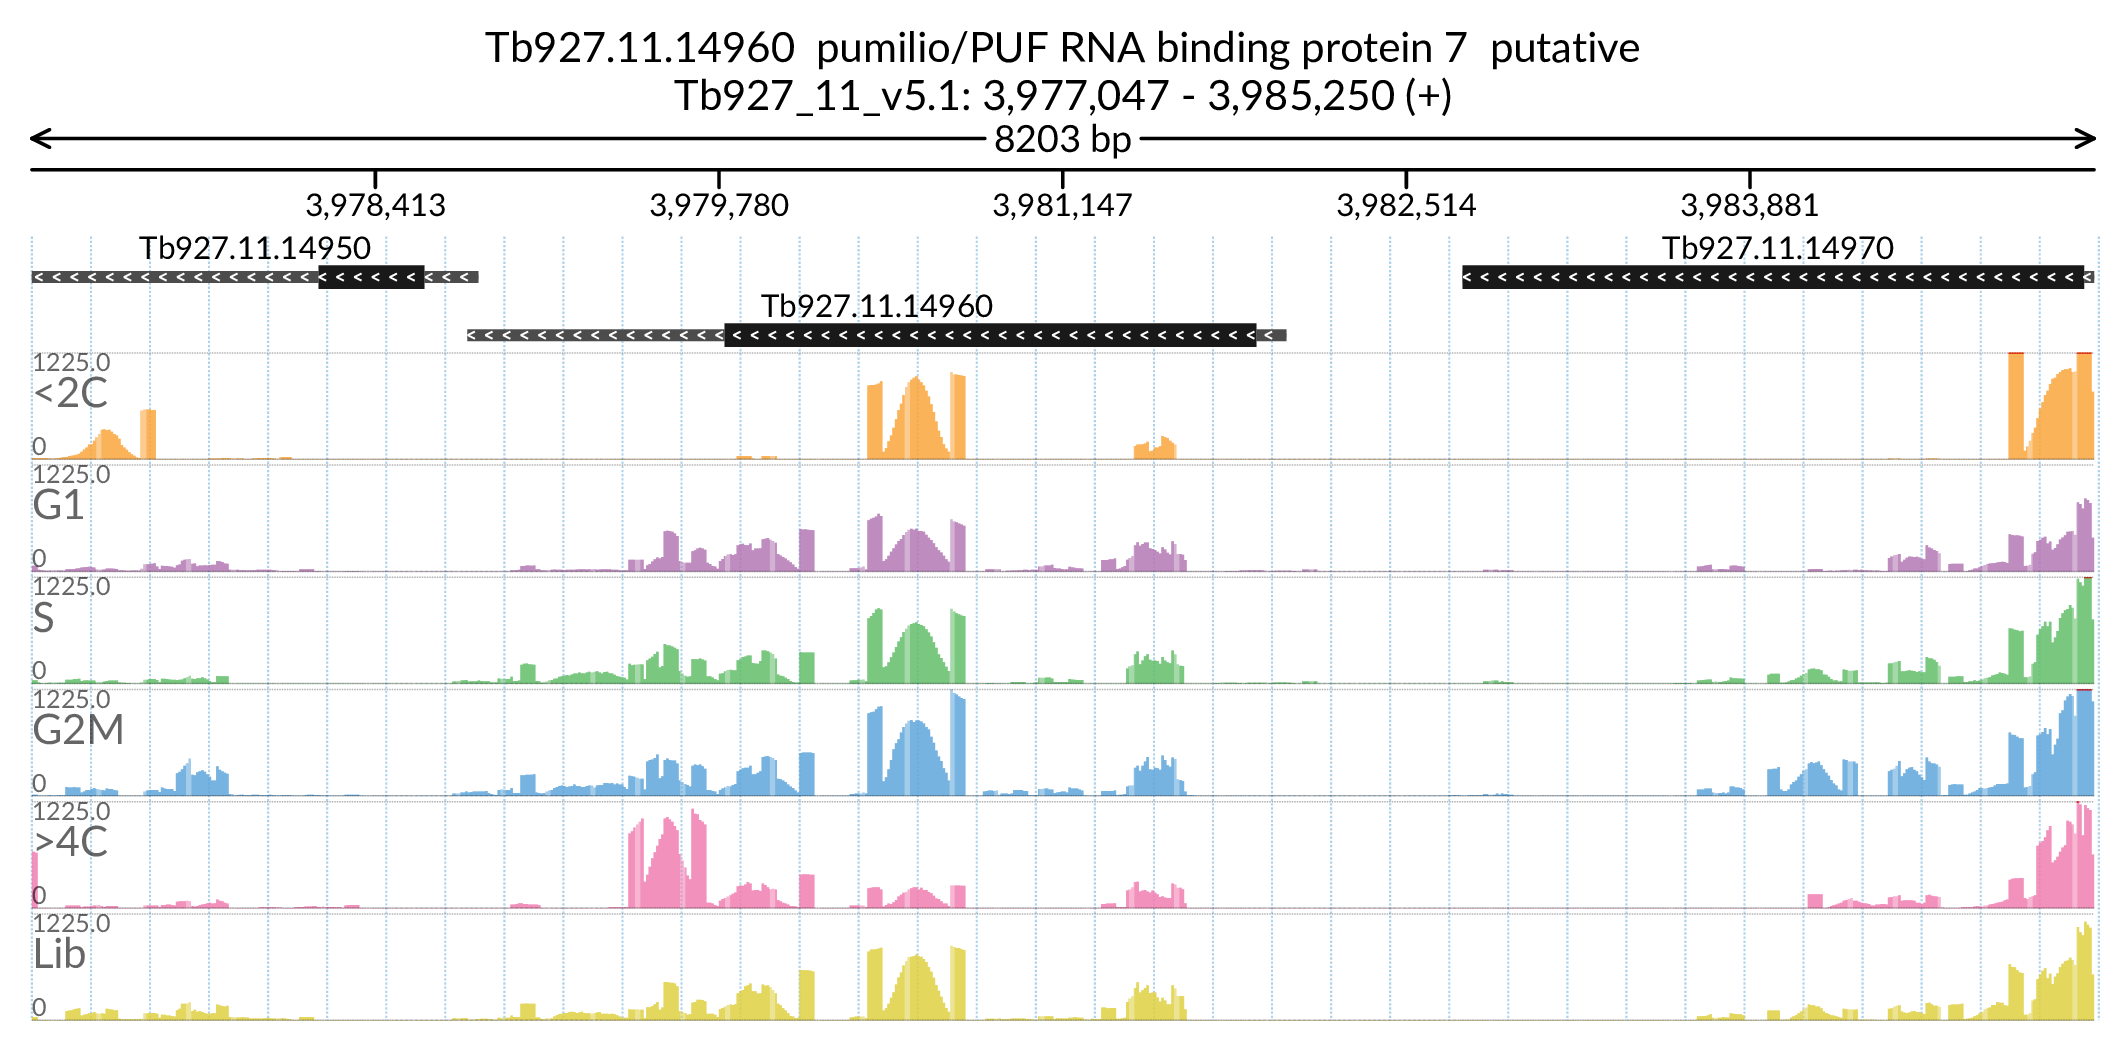 Tb927.11.14960 pumilio/PUF RNA binding protein 7 putative
Tb927_11_v5.1: 3,977,047 - 3,985,250 (+)
8203 bp
3,978,413 3,979,780 3,981,147 3,982,514 3,983,881
Tb927.11.14950 Tb927.11.14970
Tb927.11.14960
1225.0
<2C
0
1225.0
G1
0
1225.0
S
0
1225.0
G2M
0
1225.0
>4C
0
1225.0
Lib
0